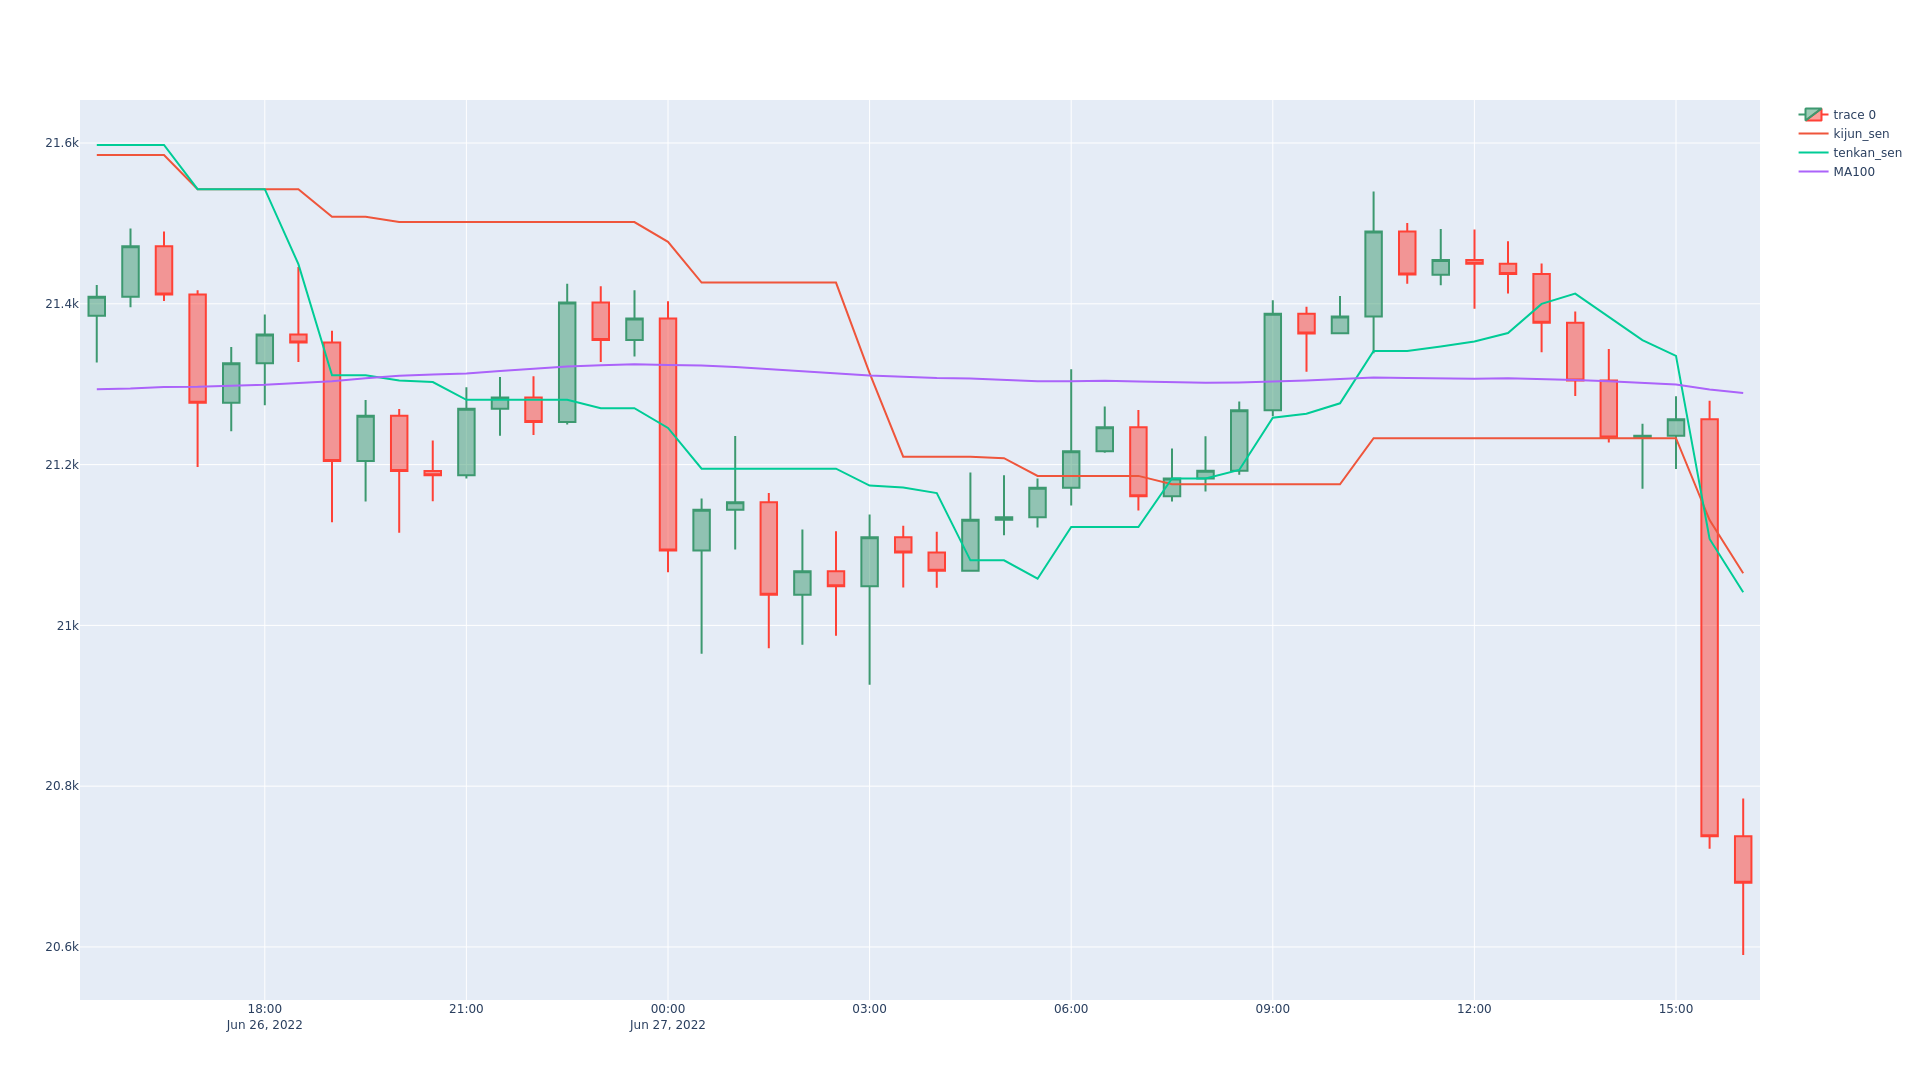 21.6k
21.4k
21.2k
21k
20.8k
20.6k
18:00
Jun 26, 2022
21:00
00:00
Jun 27, 2022
03:00
06:00
09:00
12:00
15:00
trace 0
kijun_sen
tenkan_sen
MA100